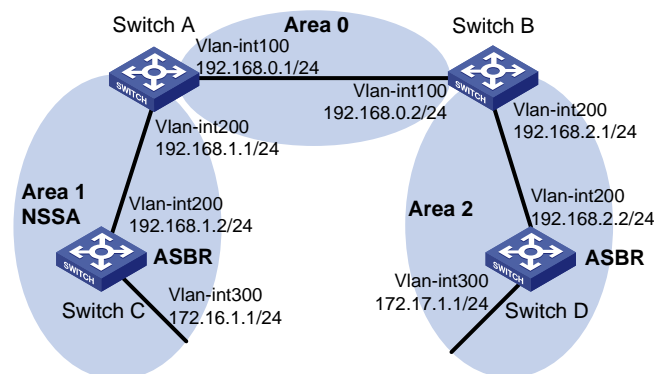 Switch A
Area 0
Switch B
Vlan-int100
192.168.0.1/24
Vlan-int100
192.168.0.2/24
SWITCH
SWITCH
Vlan-int200
192.168.1.1/24
Vlan-int200
192.168.2.1/24
Area 1
NSSA
Vlan-int200
192.168.1.2/24
Area 2
Vlan-int200
192.168.2.2/24
SWITCH
ASBR
SWITCH
ASBR
Switch C
Vlan-int300
172.16.1.1/24
Vlan-int300
172.17.1.1/24
Switch D